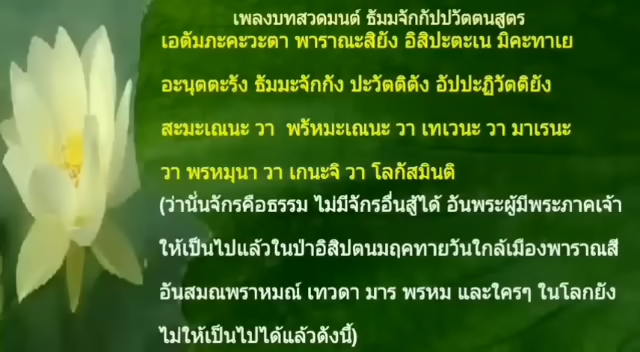 เพลงบทสวดมนต์ ธัมมจักกัปปวัตตนสูตร
เอตัมภะคะวะตา พาราณะสิยัง อิสิปะตะเน มิคะทาเย
อะนุตตะรัง ธัมมะจักกัง ปะวัตติตัง อัปปะฏิวัตติยัง
สะมะเณนะ วา พรัหมะเณนะ วา เทเวนะ วา มาเรนะ
วา พรหมุนา วา เกนะจิ วา โลกัสมินติ
(ว่านั่นจักรคือธรรม ไม่มีจักรอื่นสู้ได้ อันพระผู้มีพระภาคเจ้า
ให้เป็นไปแล้วในป่าอิสิปตนมฤคทายวันใกล้เมืองพาราณสี
อันสมณพราหมณ์ เทวดา มาร พรหม และใครๆ ในโลกยัง
ไม่ให้เป็นไปได้แล้วดังนี้)